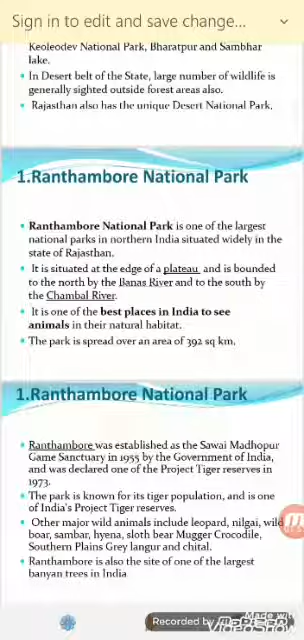 Sign in to edit and save change...
Keoleodev National Park, Bharatpur and Sambhar
lake.
In Desert belt of the State, large number of wildlife is
generally sighted outside forest areas also.
Rajasthan also has the unique Desert National Park.
1.Ranthambore National Park
Ranthambore National Park is one of the largest
national parks in northern India situated widely in the
state of Rajasthan.
It is situated at the edge of a plateau and is bounded
to the north by the Banas River and to the south by
the Chambal River.
It is one of the best places in India to see
animals in their natural habitat.
The park is spread over an area of 392 sq km.
1.Ranthambore National Park
Ranthambore was established as the Sawai Madhopur
Game Sanctuary in 1955 by the Government of India,
and was declared one of the Project Tiger reserves in
1973.
The park is known for its tiger population, and is one
of India's Project Tiger reserves.
Other major wild animals include leopard, nilgai, wild
boar, sambar, hyena, sloth bear Mugger Crocodile,
Southern Plains Grey langur and chital.
Ranthambore is also the site of one of the largest
banyan trees in India
Made with
Recorded by
VideoShow